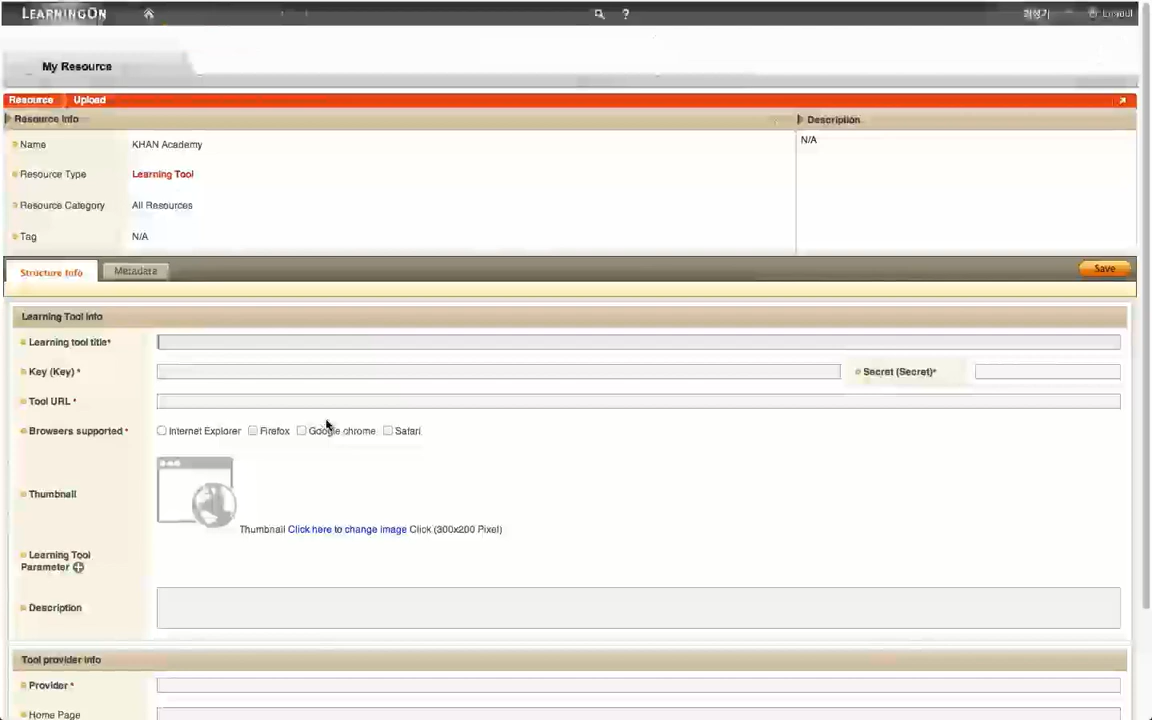 LEARNINGON ?
My Resource
Resource Upload
Resource Info Description
Name KHAN Academy N/A
Resource Type Learning Tool
Resource Category All Resources
Tag N/A
Structure Info Metadata Save
Learning Tool Info
Learning tool title*
Key (Key) * Secret (Secret)*
Tool URL *
Browsers supported * Internet Explorer Firefox Google chrome Safari
Thumbnail
Thumbnail Click here to change image Click (300x200 Pixel)
Learning Tool
Parameter
Description
Tool provider info
Provider *
Home Page